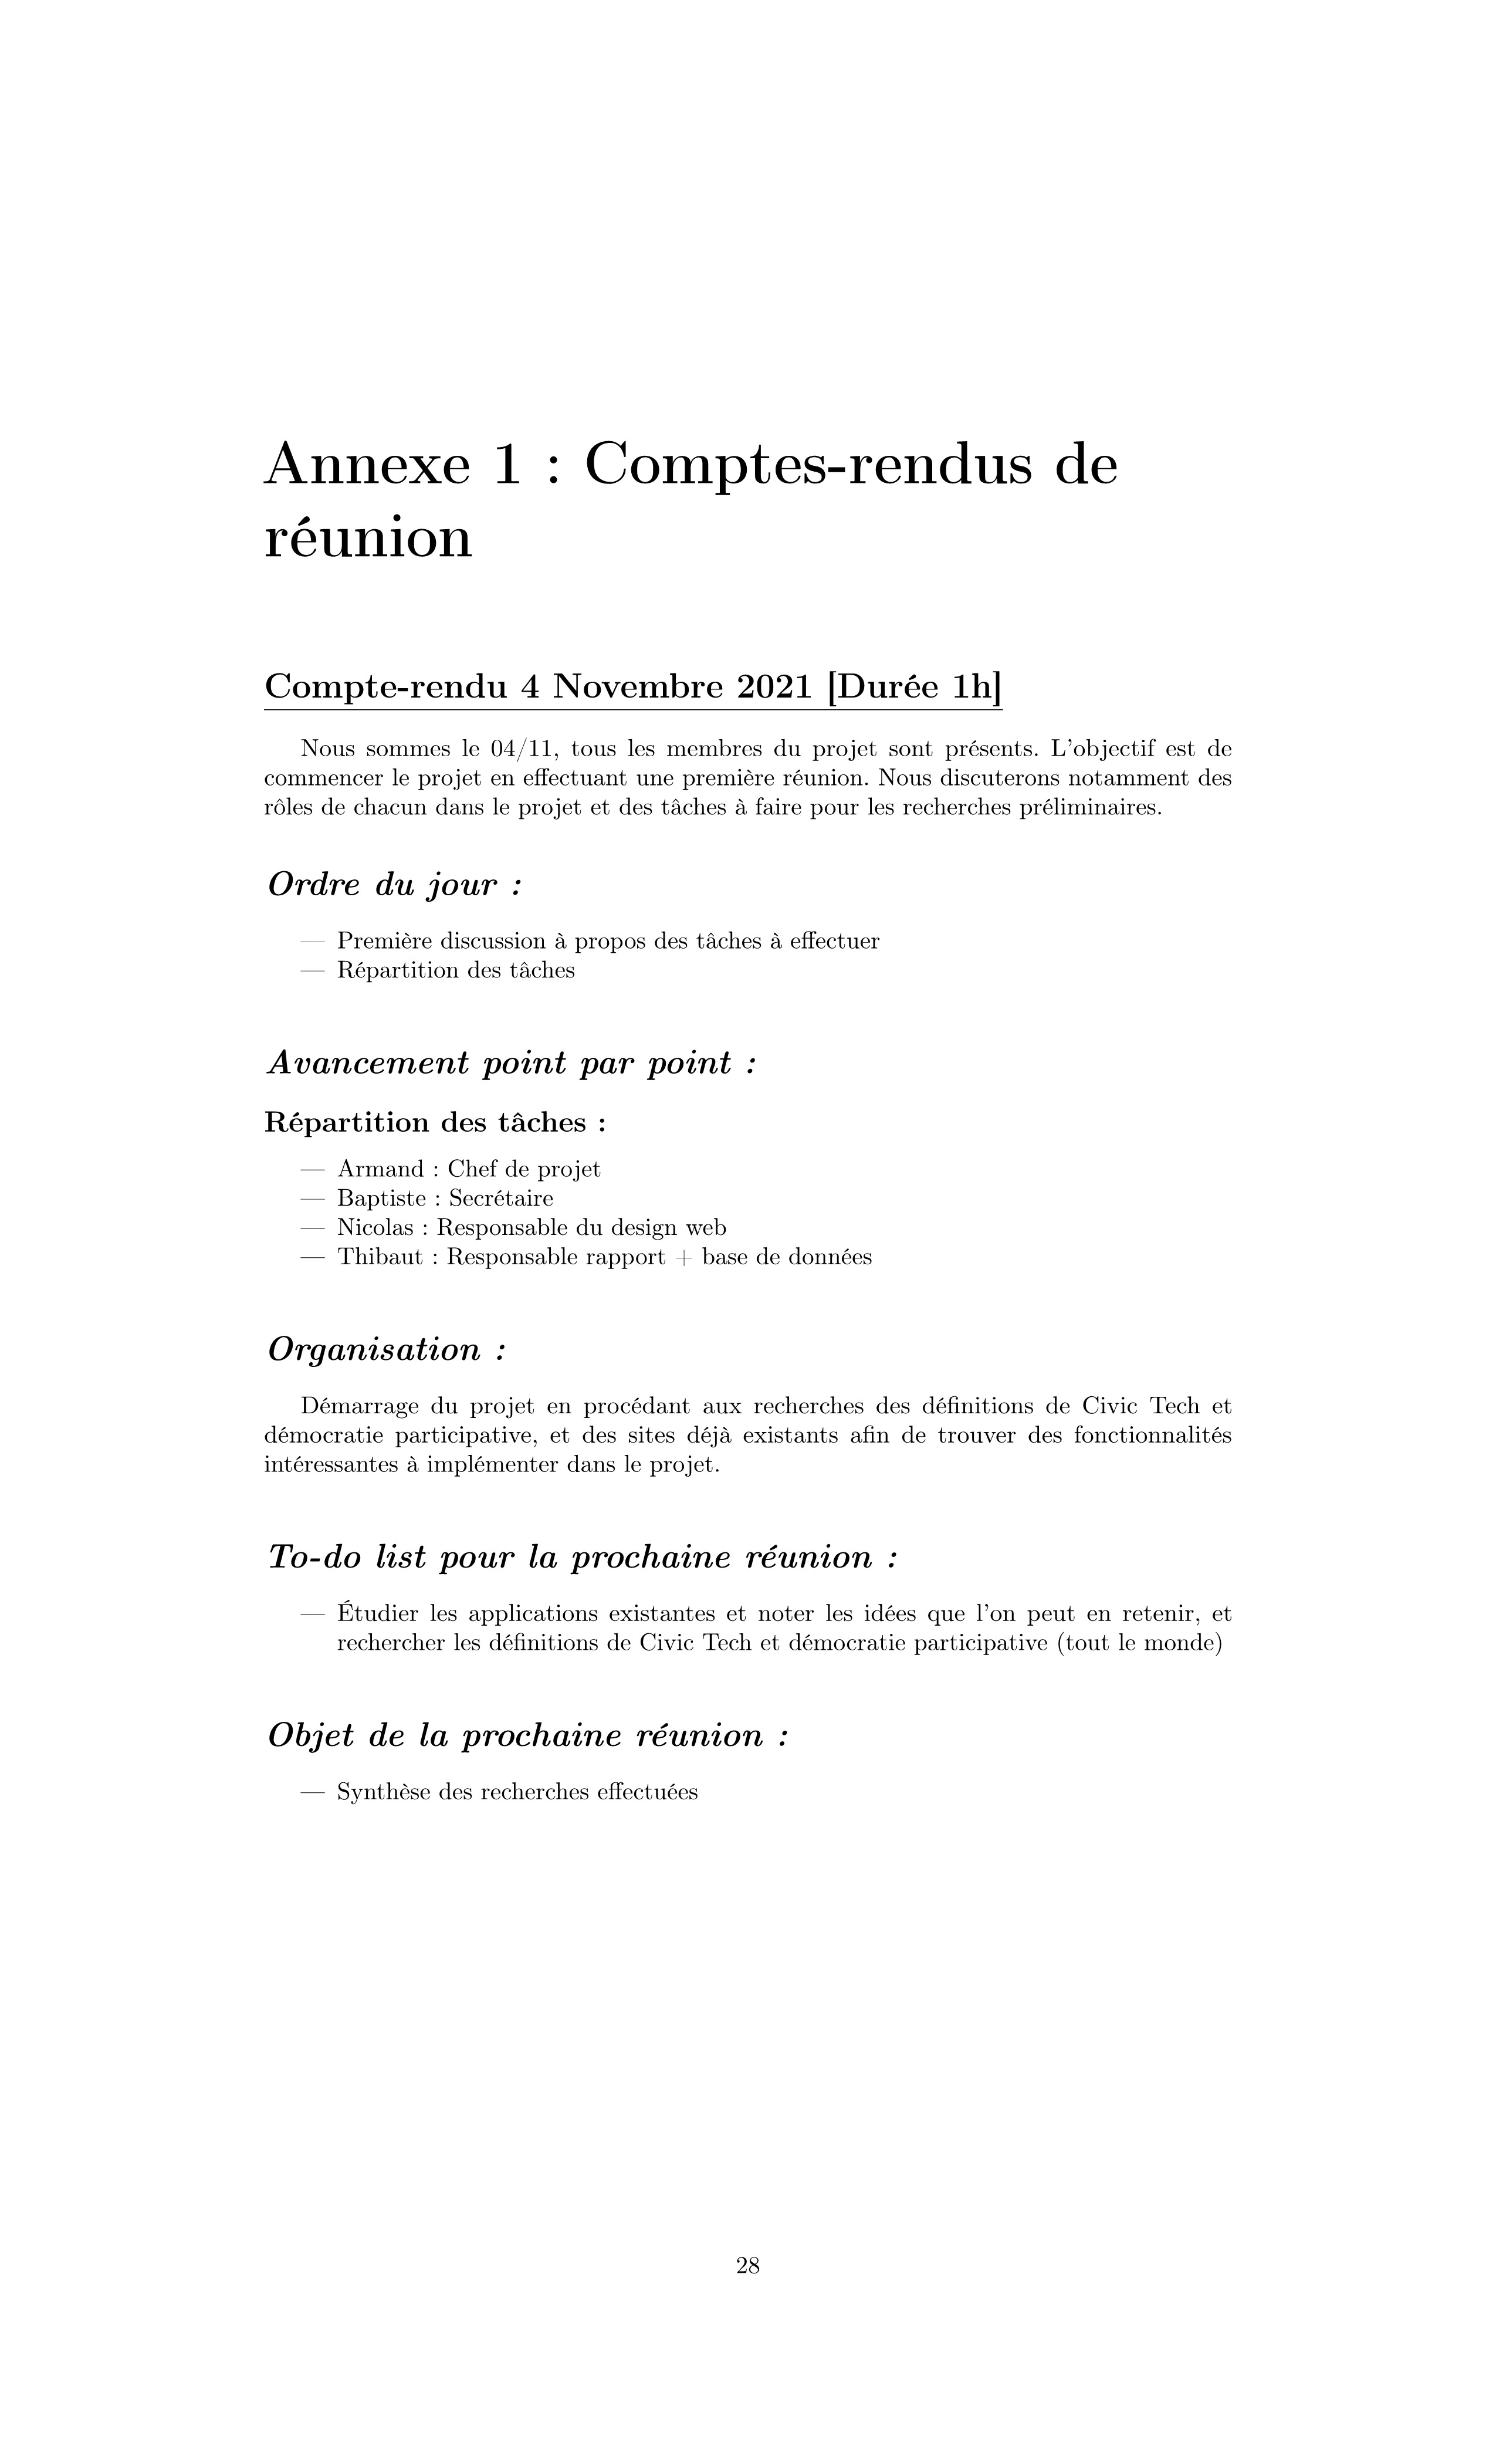 Annexe 1 : Comptes-rendus de
réunion
Compte-rendu 4 Novembre 2021 [Durée 1h]
Nous sommes le 04/11, tous les membres du projet sont présents. L'objectif est de
commencer le projet en effectuant une première réunion. Nous discuterons notamment des
rôles de chacun dans le projet et des tâches à faire pour les recherches préliminaires.
Ordre du jour :
— Première discussion à propos des tâches à effectuer
— Répartition des tâches
Avancement point par point :
Répartition des tâches :
— Armand : Chef de projet
— Baptiste : Secrétaire
— Nicolas : Responsable du design web
— Thibaut : Responsable rapport + base de données
Organisation :
Démarrage du projet en procédant aux recherches des définitions de Civic Tech et
démocratie participative, et des sites déjà existants afin de trouver des fonctionnalités
intéressantes à implémenter dans le projet.
To-do list pour la prochaine réunion :
— Étudier les applications existantes et noter les idées que l'on peut en retenir, et
rechercher les définitions de Civic Tech et démocratie participative (tout le monde)
Objet de la prochaine réunion :
— Synthèse des recherches effectuées
28